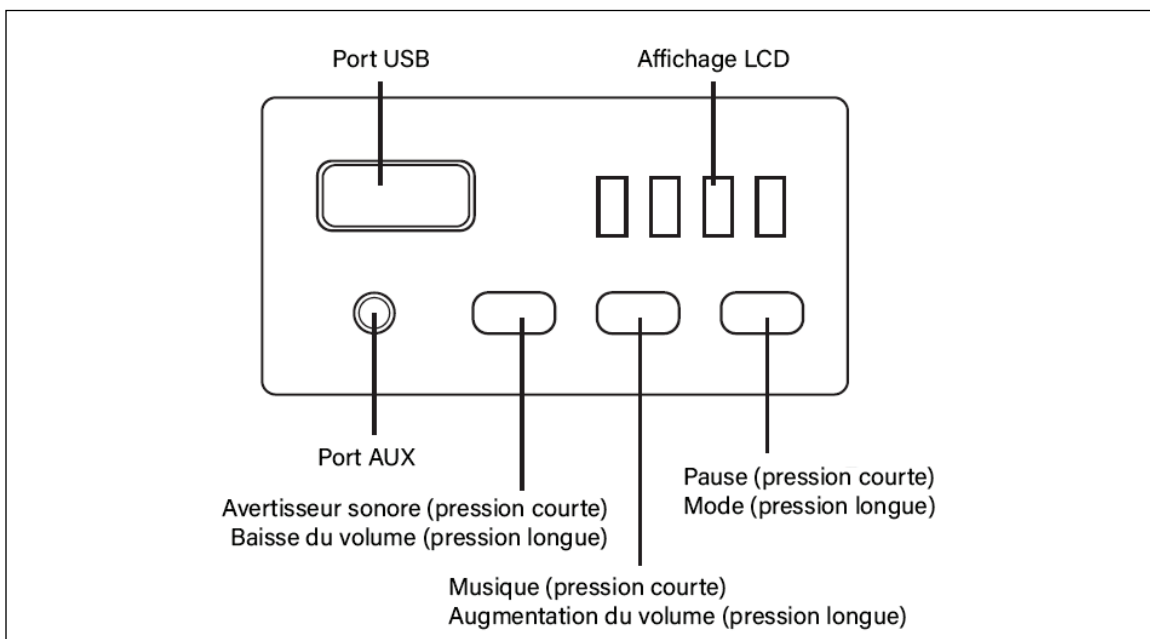 Port USB
Affichage LCD
Port AUX
Avertisseur sonore (pression courte)
Baisse du volume (pression longue)
Pause (pression courte)
Mode (pression longue)
Musique (pression courte)
Augmentation du volume (pression longue)